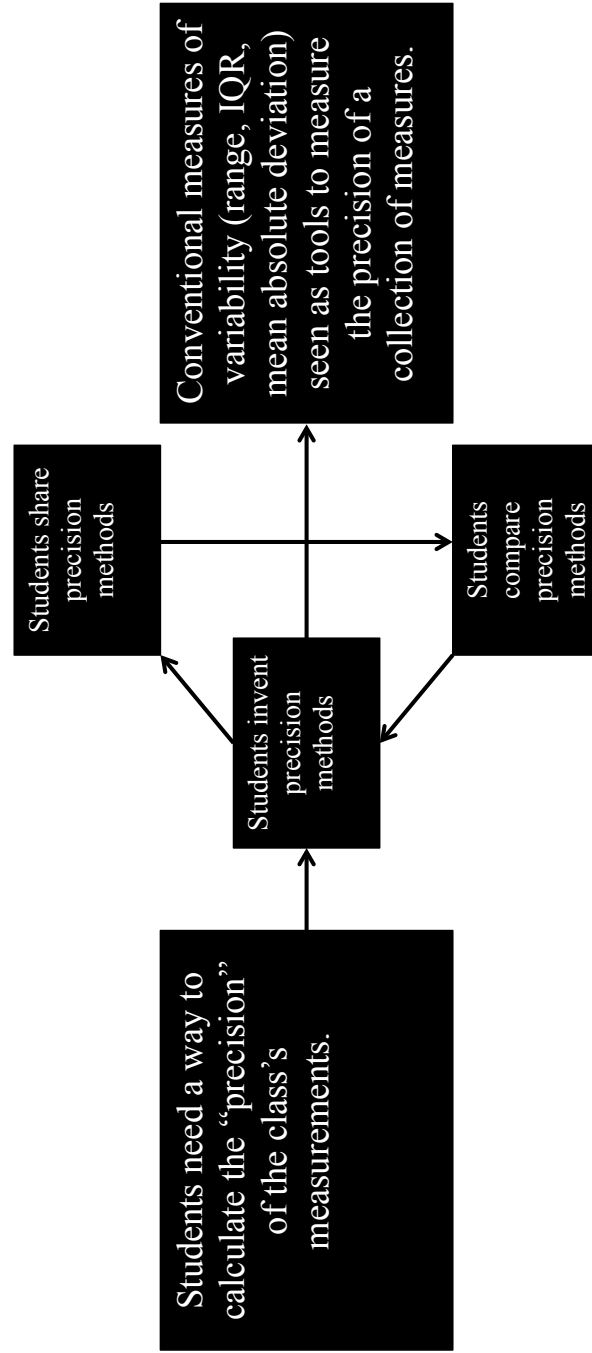 Students need a way to
calculate the “precision”
of the class’s
measurements.
Students invent
precision
methods
Students share
precision
methods
Students
compare
precision
methods
Conventional measures of
variability (range, IQR,
mean absolute deviation)
seen as tools to measure
the precision of a
collection of measures.